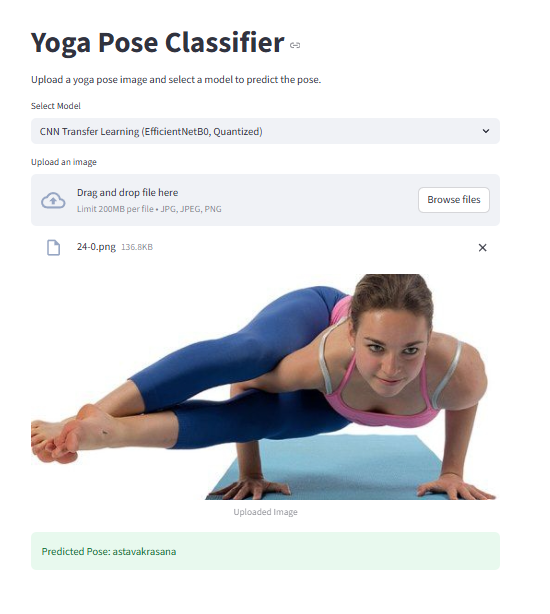 Yoga Pose Classifier
Upload a yoga pose image and select a model to predict the pose.
Select Model
CNN Transfer Learning (EfficientNetB0, Quantized)
Upload an image
Drag and drop file here
Limit 200MB per file • JPG, JPEG, PNG
Browse files
24-0.png 136.8KB
Uploaded Image
Predicted Pose: astavakrasana